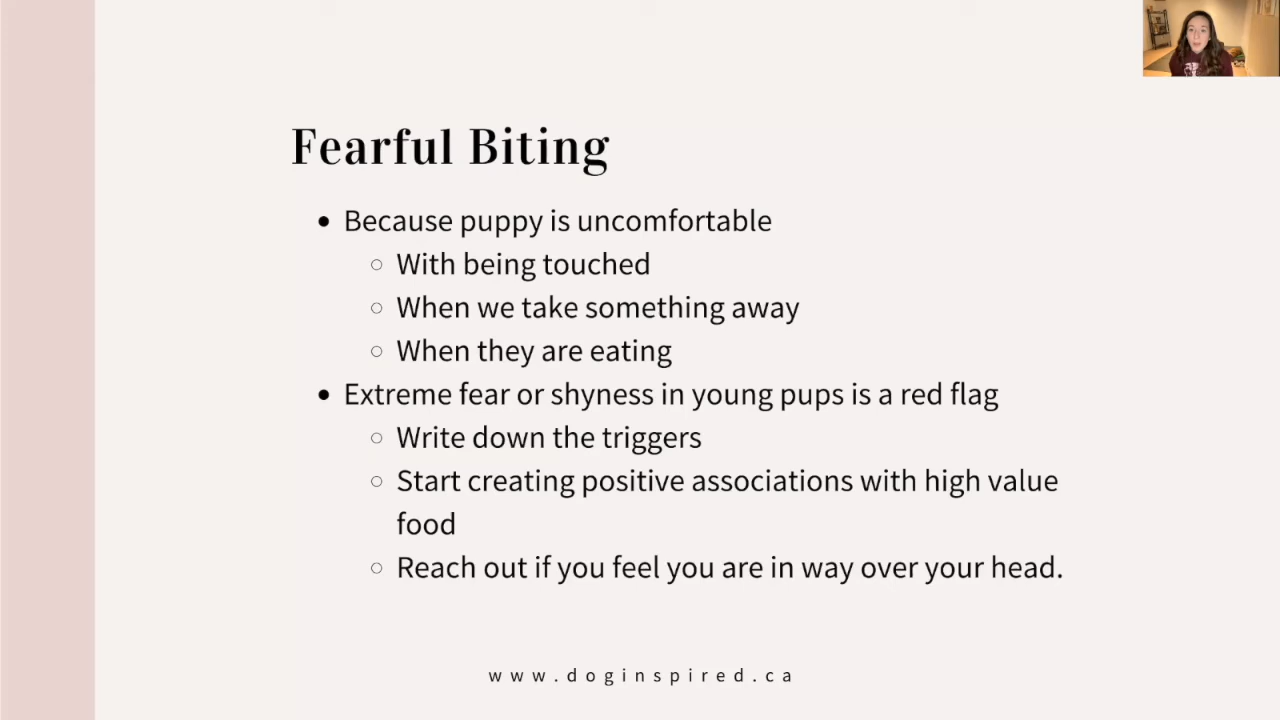 Fearful Biting
Because puppy is uncomfortable
With being touched
When we take something away
When they are eating
Extreme fear or shyness in young pups is a red flag
Write down the triggers
Start creating positive associations with high value
food
Reach out if you feel you are in way over your head.
www.doginspired.ca